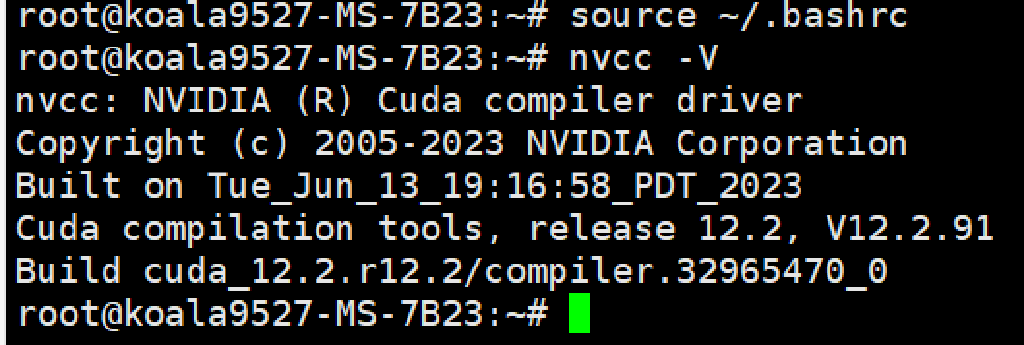 root@koala9527-MS-7B23:~# source ~/.bashrc
root@koala9527-MS-7B23:~# nvcc -V
nvcc: NVIDIA (R) Cuda compiler driver
Copyright (c) 2005-2023 NVIDIA Corporation
Built on Tue_Jun_13_19:16:58_PDT_2023
Cuda compilation tools, release 12.2, V12.2.91
Build cuda_12.2.r12.2/compiler.32965470_0
root@koala9527-MS-7B23:~#